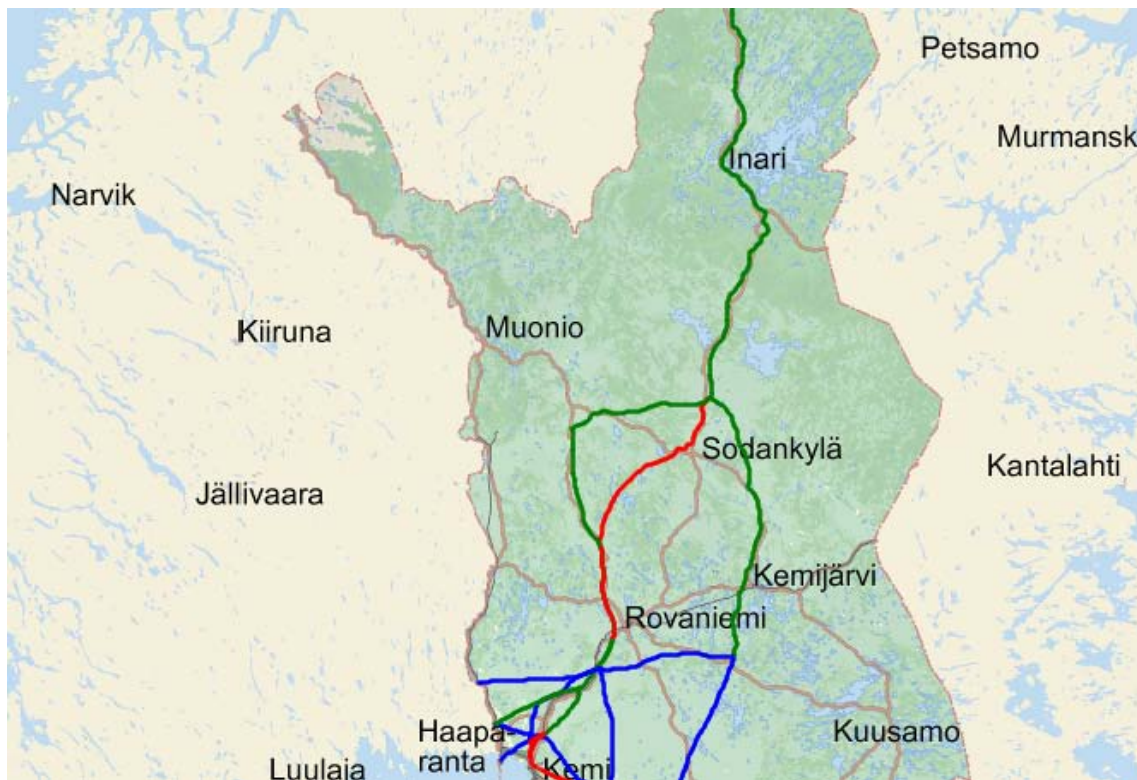 Petsamo
Murmansk
Inari
Narvik
Kiiruna
Muonio
Sodankylä
Kantalahti
Jällivaara
Kemijärvi
Rovaniemi
Haapa-
ranta
Kuusamo
Luulaja
Kemi